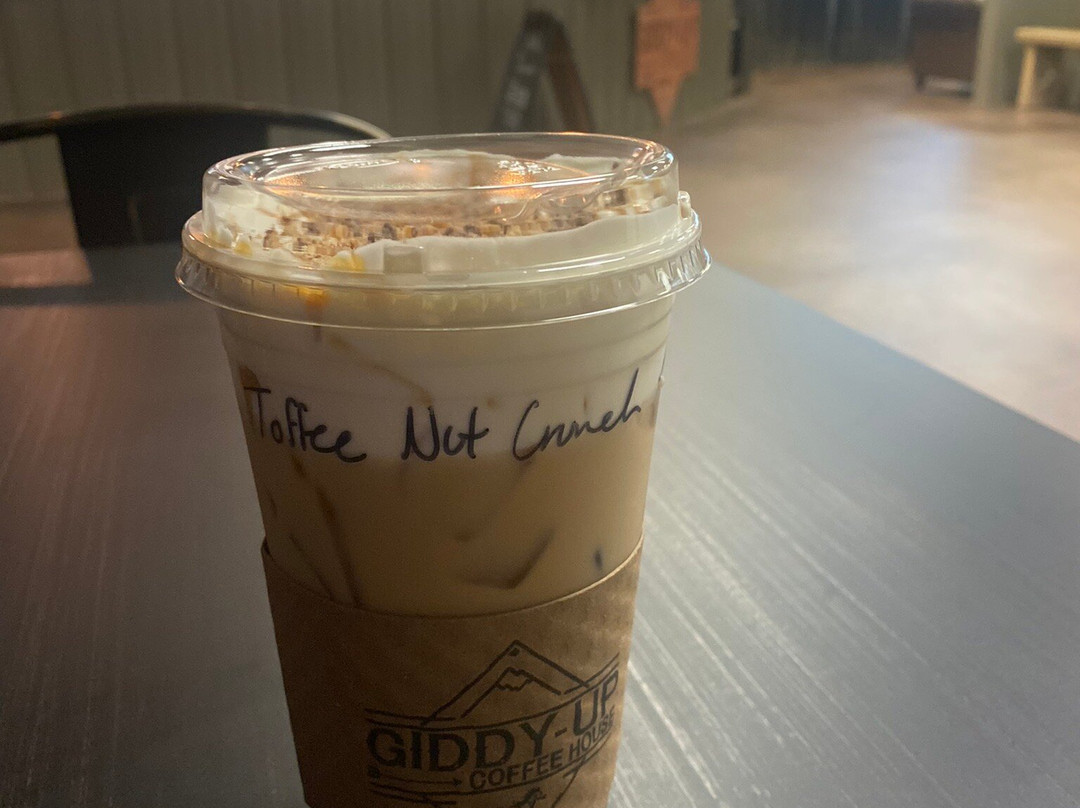 Toffee Nut Crunch
GIDDY-UP
COFFEE HOUSE